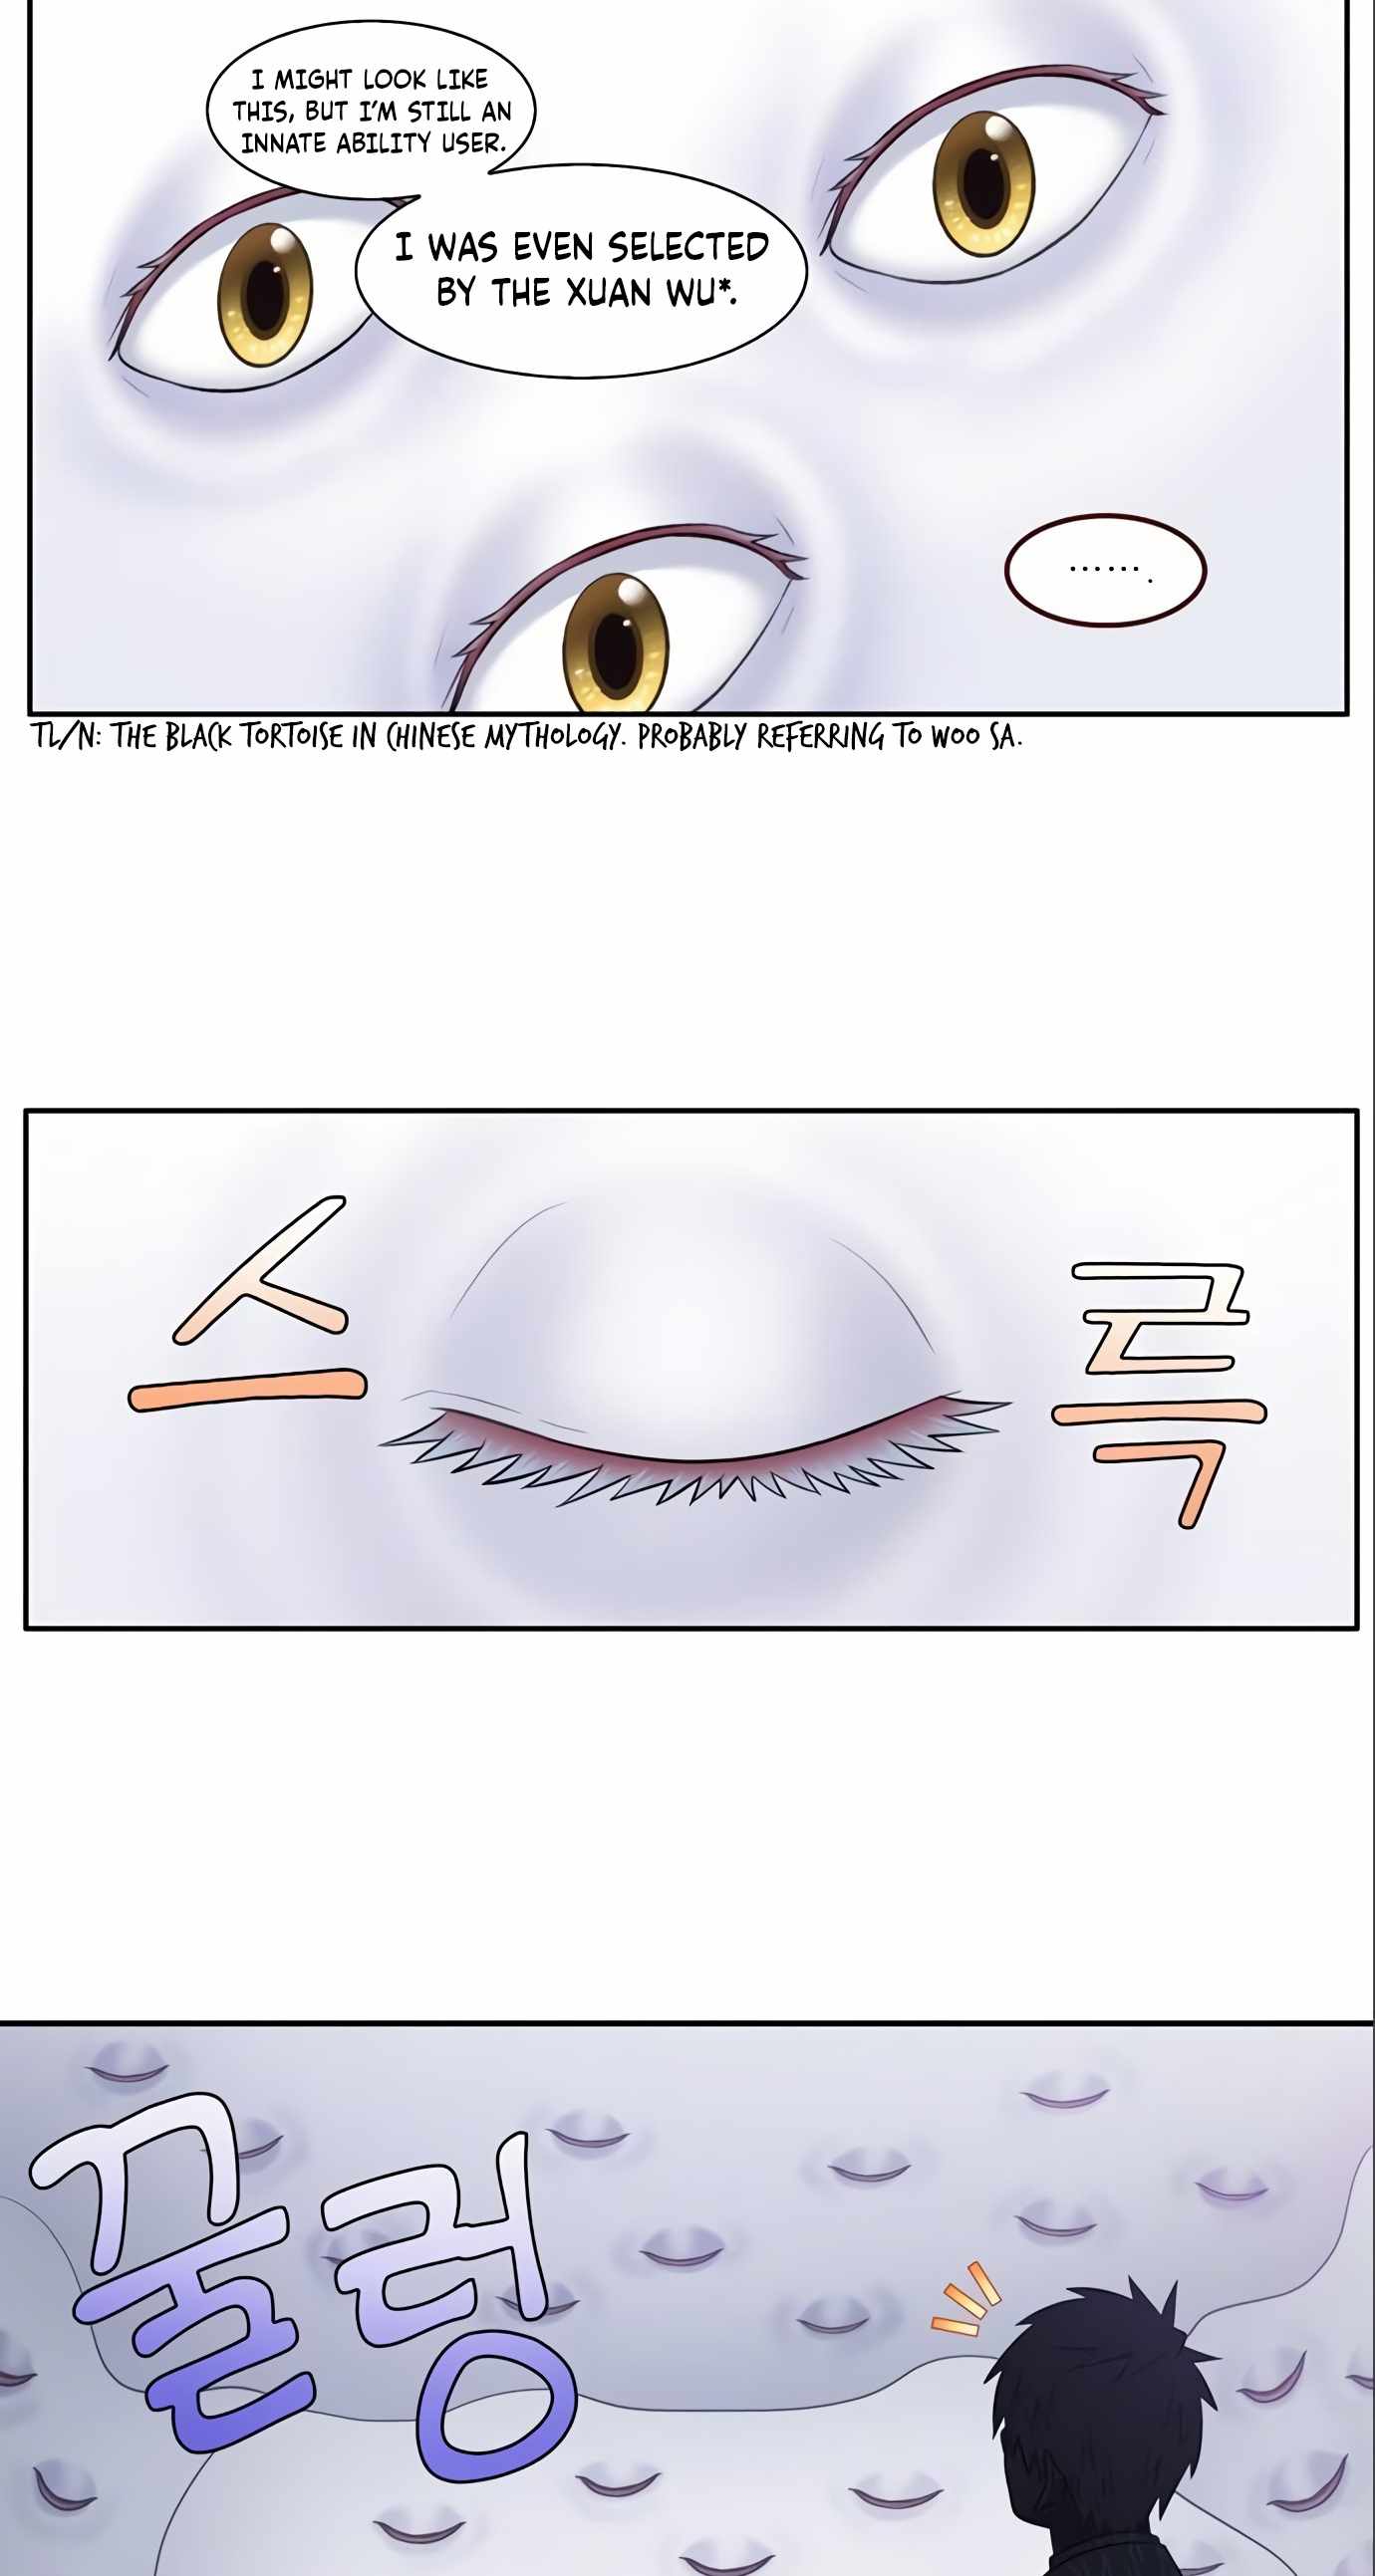 I MIGHT LOOK LIKE
THIS, BUT I'M STILL AN
INNATE ABILITY USER.
I WAS EVEN SELECTED
BY THE XUAN WU*.
.......
TL/N: THE BLACK TORTOISE IN CHINESE MYTHOLOGY. PROBABLY REFERRING TO WOO SA.
스륵
꿀렁